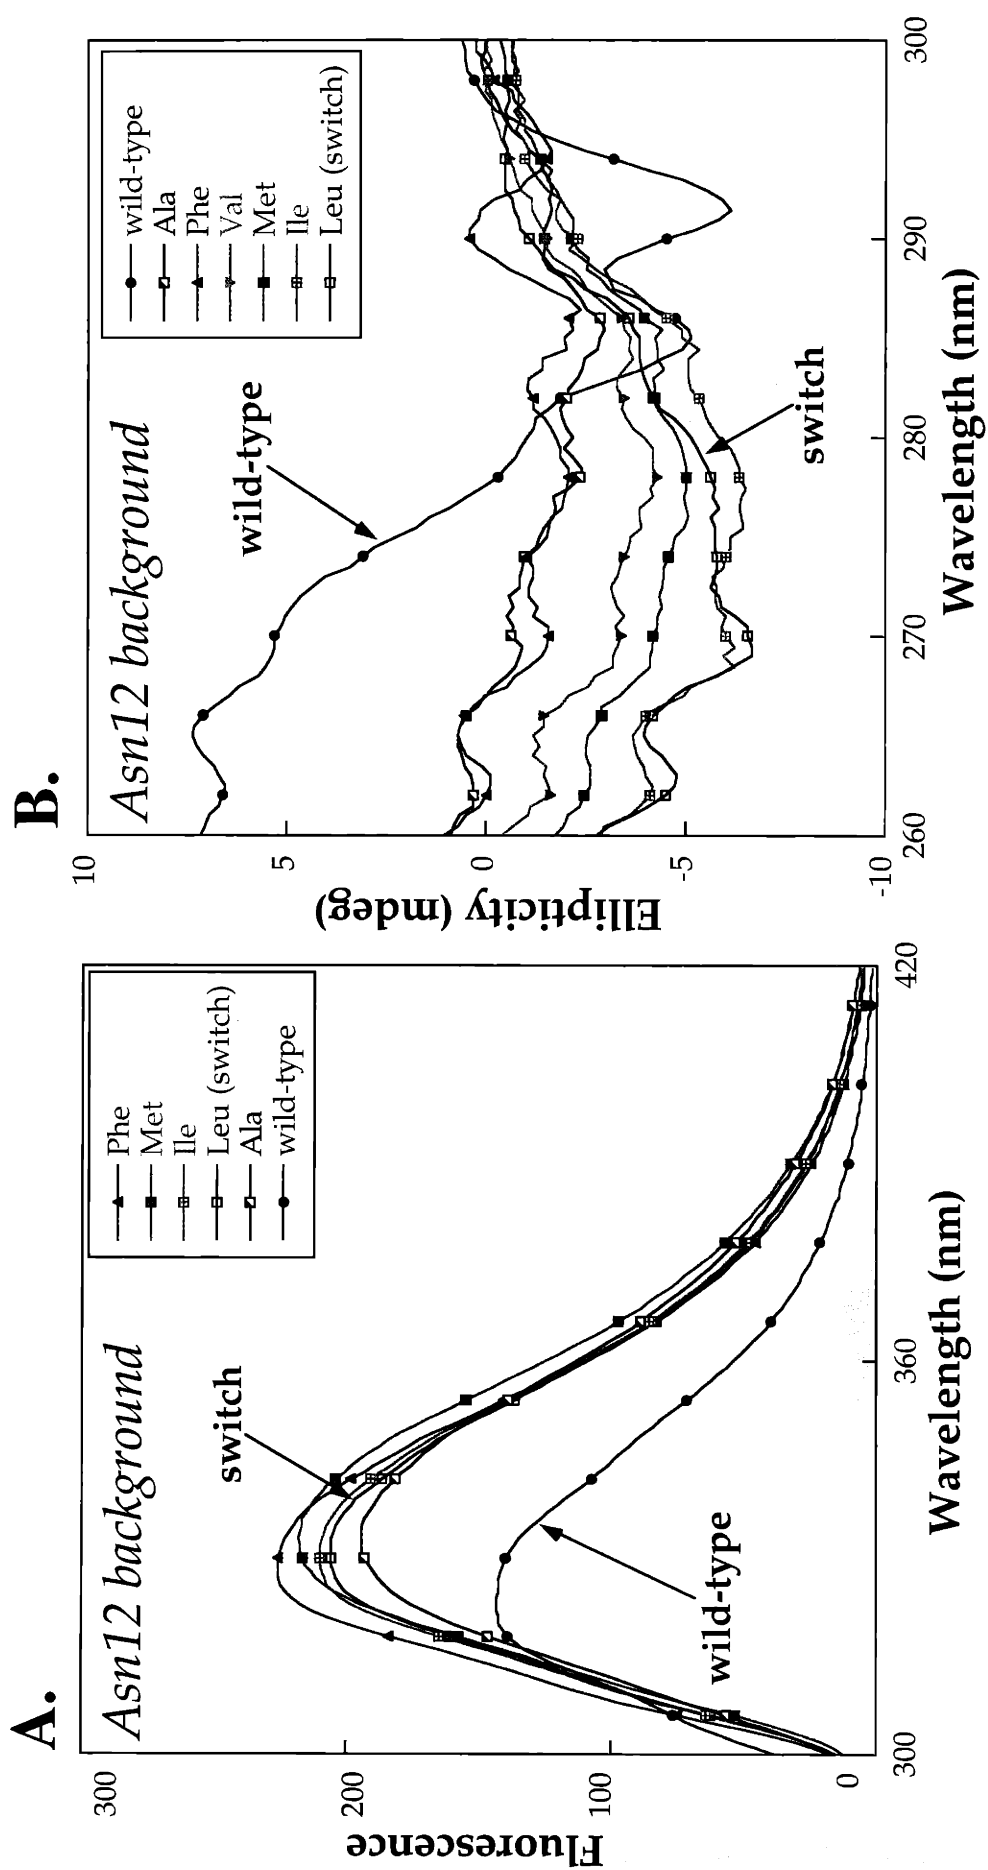 A.
Asn12 background
Phe
Met
Ile
Leu (switch)
Ala
wild-type
switch
wild-type
300
200
100
0
Fluorescence
300
360
420
Wavelength (nm)
B.
Asn12 background
wild-type
Ala
Phe
Val
Met
Ile
Leu (switch)
wild-type
switch
10
5
0
-5
-10
Ellipticity (mdeg)
260
270
280
290
300
Wavelength (nm)